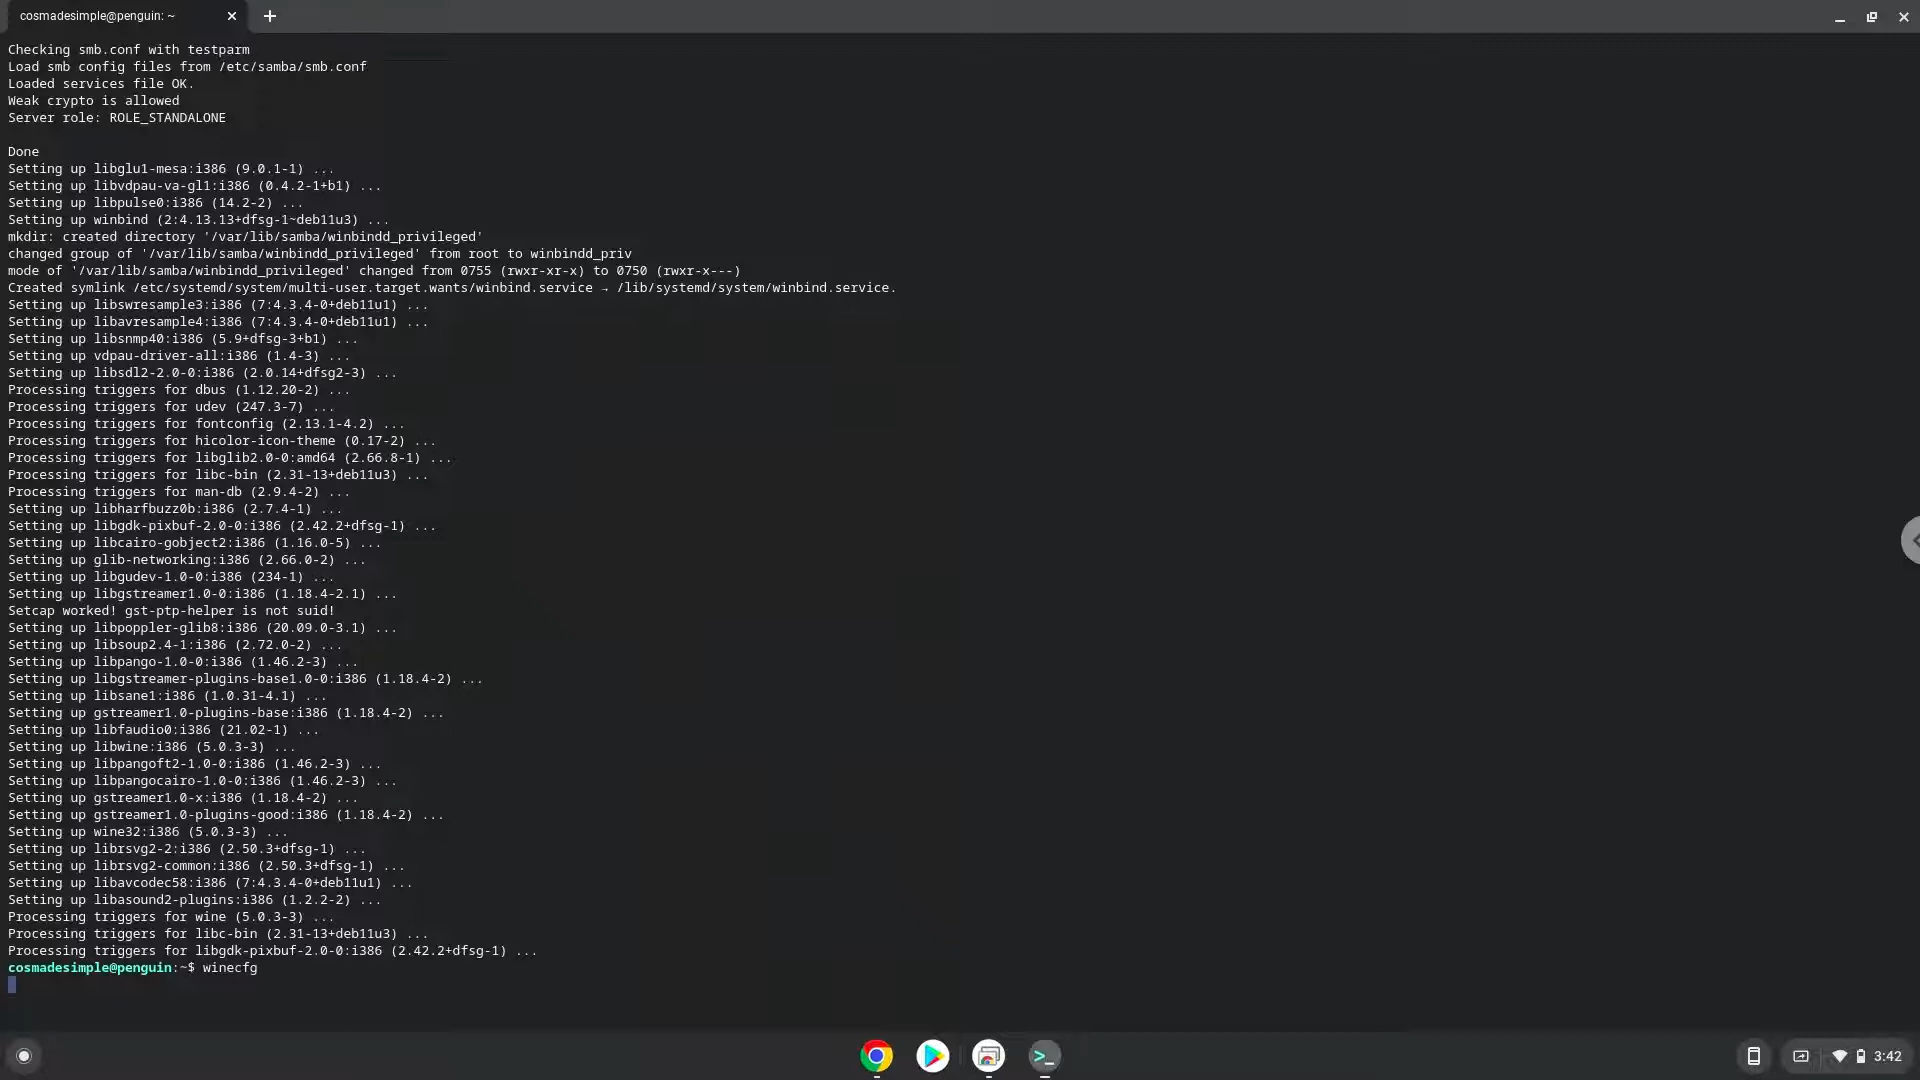 cosmadesimple@penguin: ~
Checking smb.conf with testparm
Load smb config files from /etc/samba/smb.conf
Loaded services file OK.
Weak crypto is allowed
Server role: ROLE_STANDALONE
Done
Setting up libglu1-mesa:i386 (9.0.1-1) ...
Setting up libvdpau-va-gl1:i386 (0.4.2-1+b1) ...
Setting up libpulse0:i386 (14.2-2) ...
Setting up winbind (2:4.13.13+dfsg-1~deb11u3) ...
mkdir: created directory '/var/lib/samba/winbindd_privileged'
changed group of '/var/lib/samba/winbindd_privileged' from root to winbindd_priv
mode of '/var/lib/samba/winbindd_privileged' changed from 0755 (rwxr-xr-x) to 0750 (rwxr-x---)
Created symlink /etc/systemd/system/multi-user.target.wants/winbind.service → /lib/systemd/system/winbind.service.
Setting up libswresample3:i386 (7:4.3.4-0+deb11u1) ...
Setting up libavresample4:i386 (7:4.3.4-0+deb11u1) ...
Setting up libsnmp40:i386 (5.9+dfsg-3+b1) ...
Setting up vdpau-driver-all:i386 (1.4-3) ...
Setting up libsdl2-2.0-0:i386 (2.0.14+dfsg2-3) ...
Processing triggers for dbus (1.12.20-2) ...
Processing triggers for udev (247.3-7) ...
Processing triggers for fontconfig (2.13.1-4.2) ...
Processing triggers for hicolor-icon-theme (0.17-2) ...
Processing triggers for libglib2.0-0:amd64 (2.66.8-1) ...
Processing triggers for libc-bin (2.31-13+deb11u3) ...
Processing triggers for man-db (2.9.4-2) ...
Setting up libharfbuzz0b:i386 (2.7.4-1) ...
Setting up libgdk-pixbuf-2.0-0:i386 (2.42.2+dfsg-1) ...
Setting up libcairo-gobject2:i386 (1.16.0-5) ...
Setting up glib-networking:i386 (2.66.0-2) ...
Setting up libgudev-1.0-0:i386 (234-1) ...
Setting up libgstreamer1.0-0:i386 (1.18.4-2.1) ...
Setcap worked! gst-ptp-helper is not suid!
Setting up libpoppler-glib8:i386 (20.09.0-3.1) ...
Setting up libsoup2.4-1:i386 (2.72.0-2) ...
Setting up libpango-1.0-0:i386 (1.46.2-3) ...
Setting up libgstreamer-plugins-base1.0-0:i386 (1.18.4-2) ...
Setting up libsane1:i386 (1.0.31-4.1) ...
Setting up gstreamer1.0-plugins-base:i386 (1.18.4-2) ...
Setting up libfaudio0:i386 (21.02-1) ...
Setting up libwine:i386 (5.0.3-3) ...
Setting up libpangoft2-1.0-0:i386 (1.46.2-3) ...
Setting up libpangocairo-1.0-0:i386 (1.46.2-3) ...
Setting up gstreamer1.0-x:i386 (1.18.4-2) ...
Setting up gstreamer1.0-plugins-good:i386 (1.18.4-2) ...
Setting up wine32:i386 (5.0.3-3) ...
Setting up librsvg2-2:i386 (2.50.3+dfsg-1) ...
Setting up librsvg2-common:i386 (2.50.3+dfsg-1) ...
Setting up libavcodec58:i386 (7:4.3.4-0+deb11u1) ...
Setting up libasound2-plugins:i386 (1.2.2-2) ...
Processing triggers for wine (5.0.3-3) ...
Processing triggers for libc-bin (2.31-13+deb11u3) ...
Processing triggers for libgdk-pixbuf-2.0-0:i386 (2.42.2+dfsg-1) ...
cosmadesimple@penguin:~$ winecfg
3:42